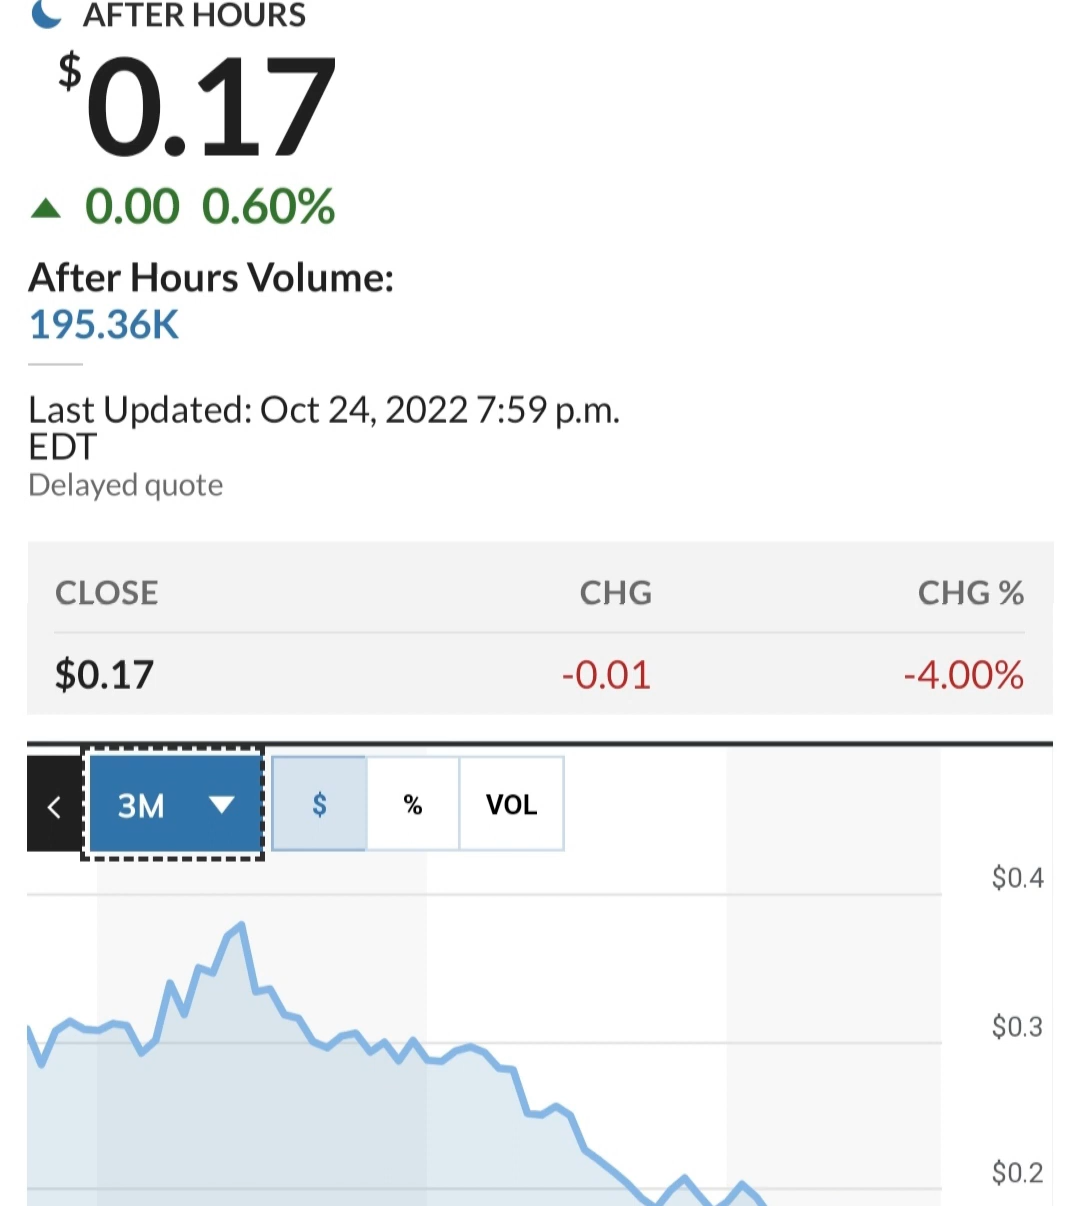 AFTER HOURS
$0.17
0.00 0.60%
After Hours Volume:
195.36K
Last Updated: Oct 24, 2022 7:59 p.m.
EDT
Delayed quote
CLOSE CHG CHG %
$0.17 -0.01 -4.00%
3M $ % VOL
$0.4
$0.3
$0.2